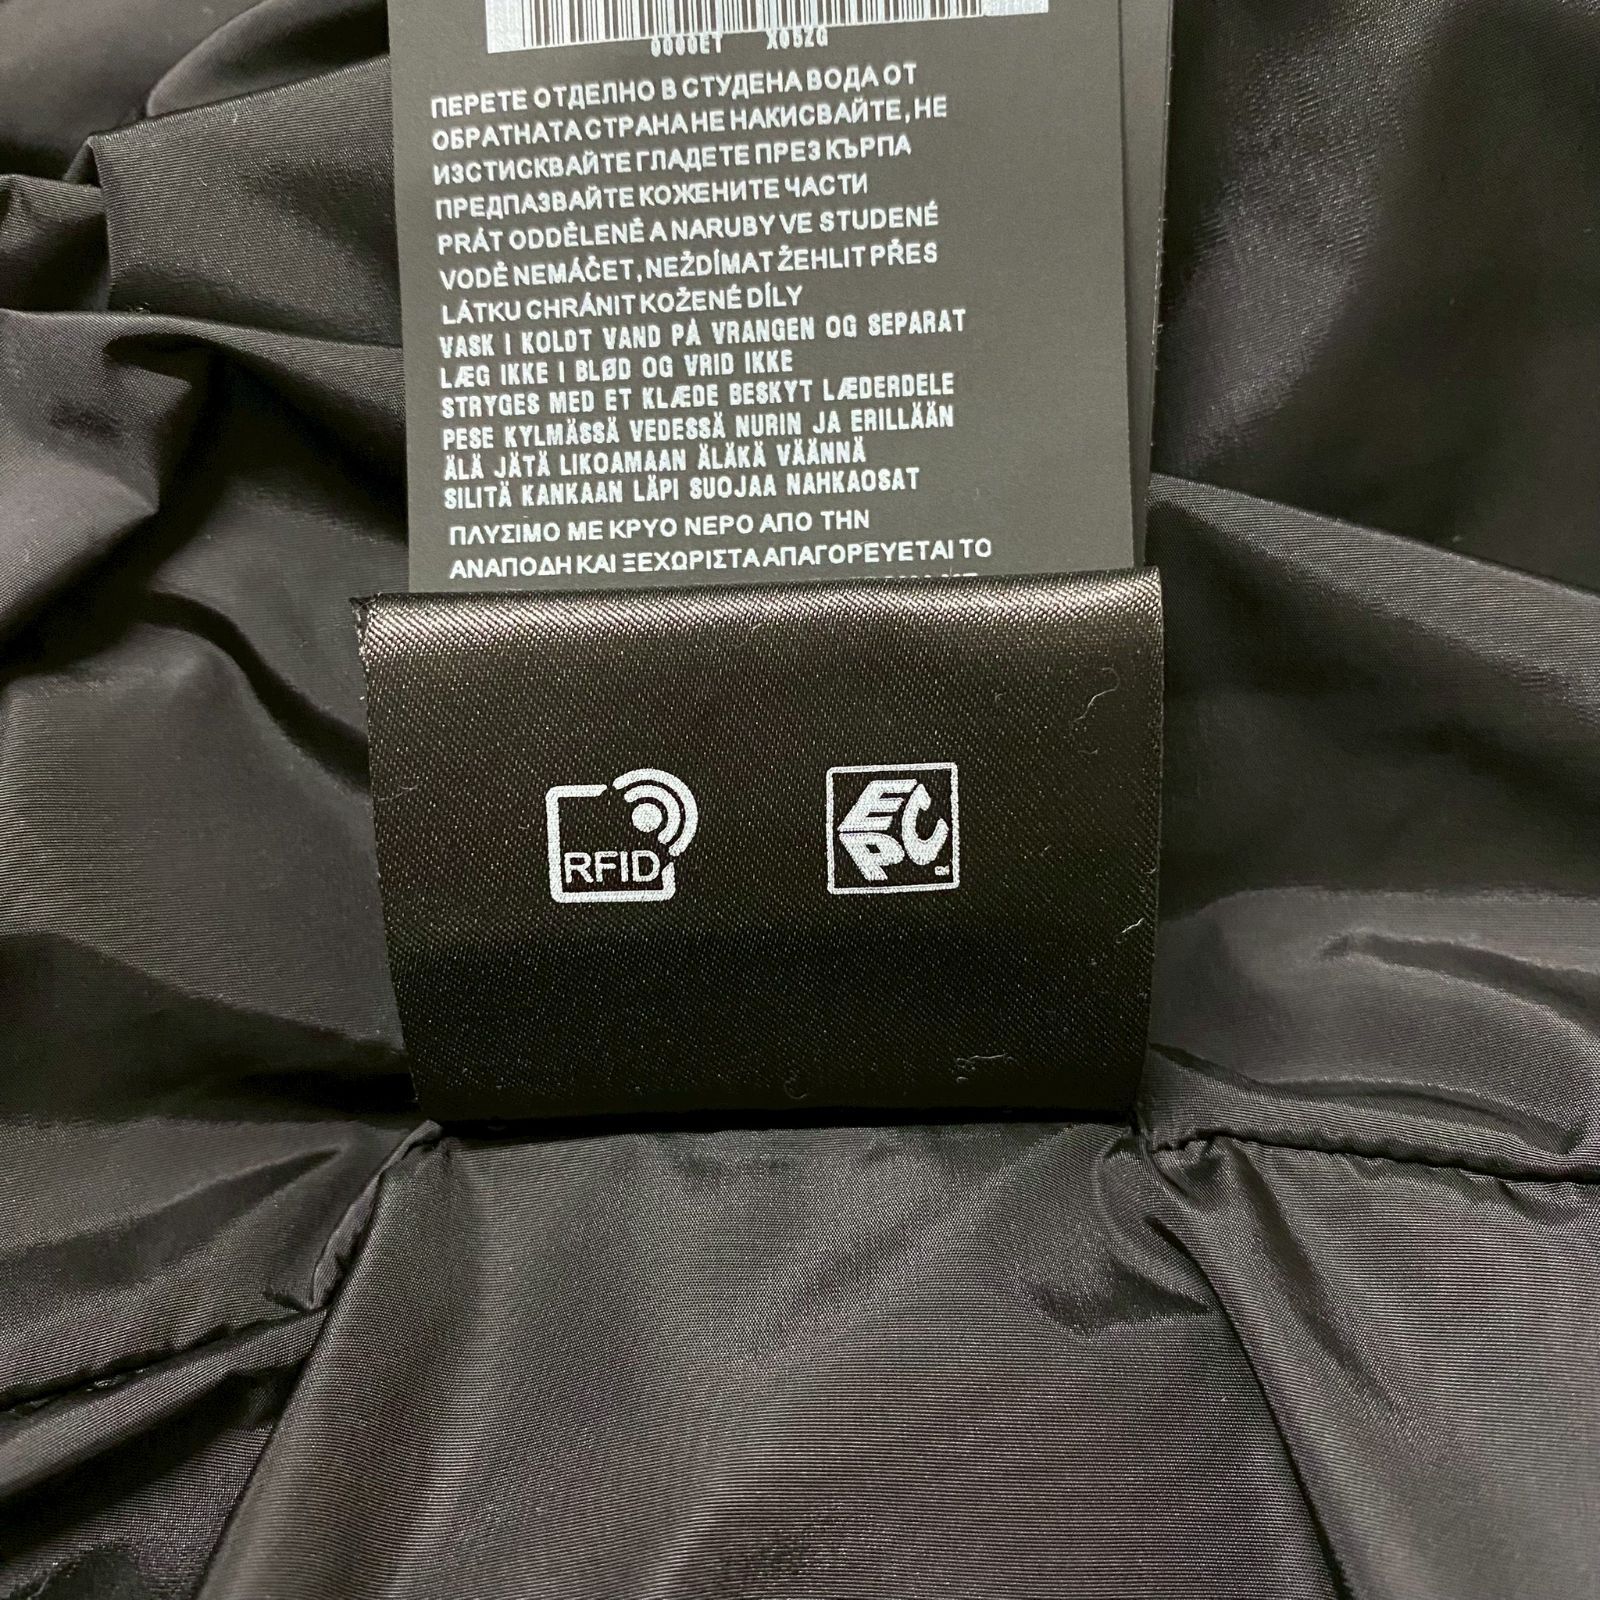 0000ET X05ZG
ПЕРЕТЕ ОТДЕЛНО В СТУДЕНА ВОДА ОТ
ОБРАТНАТА СТРАНА НЕ НАКИСВАЙТЕ, НЕ
ИЗСТИСКВАЙТЕ ГЛАДЕТЕ ПРЕЗ КЪРПА
ПРЕДПАЗВАЙТЕ КОЖЕНИТЕ ЧАСТИ
PRÁT ODDĚLENĚ A NARUBY VE STUDENÉ
VODĚ NEMÁČET, NEŽDÍMAT ŽEHLIT PŘES
LÁTKU CHRÁNIT KOŽENÉ DÍLY
VASK I KOLDT VAND PÅ VRANGEN OG SEPARAT
LÆG IKKE I BLØD OG VRID IKKE
STRYGES MED ET KLÆDE BESKYT LÆDERDELE
PESE KYLMÄSSÄ VEDESSÄ NURIN JA ERILLÄÄN
ÄLÄ JÄTÄ LIKOAMAAN ÄLÄKÄ VÄÄNNÄ
SILITÄ KANKAAN LÄPI SUOJAA NAHKAOSAT
ΠΛΥΣΙΜΟ ΜΕ ΚΡΥΟ ΝΕΡΟ ΑΠΟ ΤΗΝ
ΑΝΑΠΟΔΗ ΚΑΙ ΞΕΧΩΡΙΣΤΑ ΑΠΑΓΟΡΕΥΕΤΑΙ ΤΟ
RFID
EPC